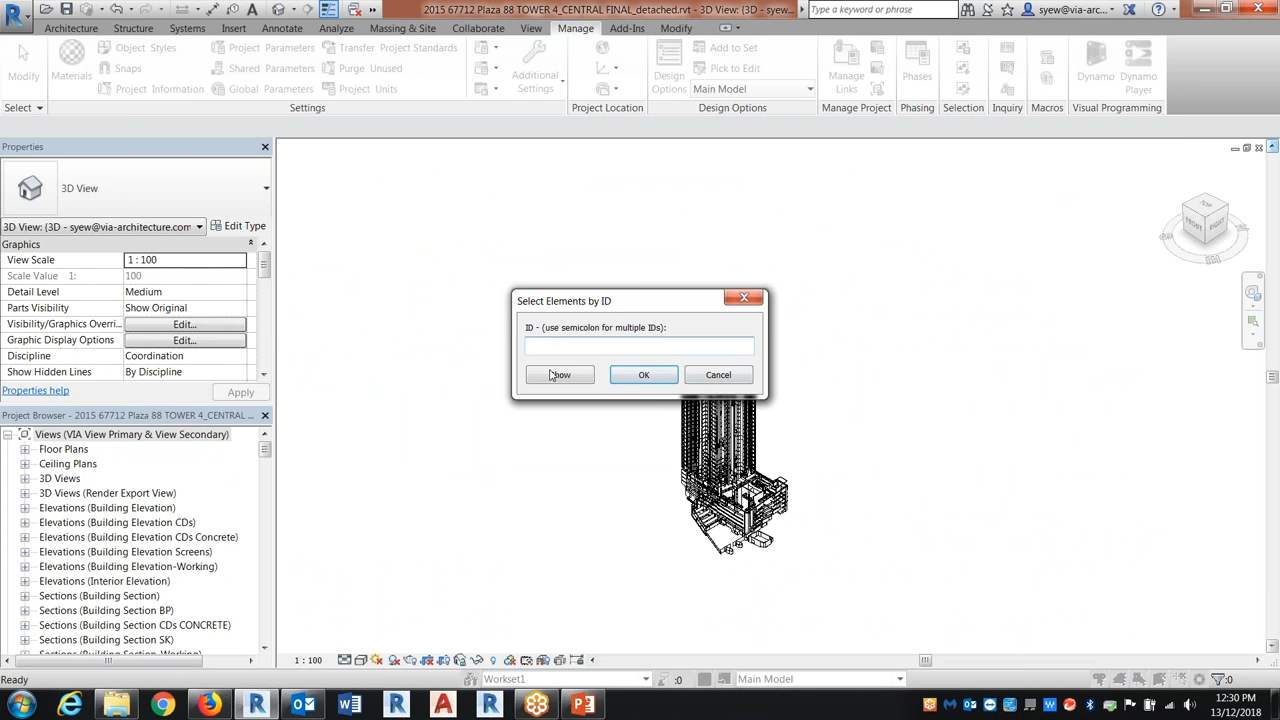 2015 67712 Plaza 88 TOWER 4_CENTRAL FINAL_detached.rvt - 3D View: {3D - syew...
Type a keyword or phrase
syew@via-arc...
Architecture Structure Systems Insert Annotate Analyze Massing & Site Collaborate View Manage Add-Ins Modify
Modify
Materials
Object Styles
Snaps
Project Information
Project Parameters
Shared Parameters
Global Parameters
Transfer Project Standards
Purge Unused
Project Units
Additional Settings
Design Options
Add to Set
Pick to Edit
Main Model
Manage Links
Phases
Dynamo
Dynamo Player
Select
Settings
Project Location
Design Options
Manage Project
Phasing
Selection
Inquiry
Macros
Visual Programming
Properties
3D View
3D View: {3D - syew@via-architecture.com
Edit Type
Graphics
View Scale 1 : 100
Scale Value 1: 100
Detail Level Medium
Parts Visibility Show Original
Visibility/Graphics Overri... Edit...
Graphic Display Options Edit...
Discipline Coordination
Show Hidden Lines By Discipline
Properties help
Apply
Project Browser - 2015 67712 Plaza 88 TOWER 4_CENTRAL ...
Views (VIA View Primary & View Secondary)
Floor Plans
Ceiling Plans
3D Views
3D Views (Render Export View)
Elevations (Building Elevation)
Elevations (Building Elevation CDs)
Elevations (Building Elevation CDs Concrete)
Elevations (Building Elevation Screens)
Elevations (Building Elevation-Working)
Elevations (Interior Elevation)
Sections (Building Section)
Sections (Building Section BP)
Sections (Building Section CDs CONCRETE)
Sections (Building Section SK)
Select Elements by ID
ID - (use semicolon for multiple IDs):
Show
OK
Cancel
TOP
FRONT
RIGHT
1 : 100
Ready
Workset1
:0
Main Model
:0
12:30 PM
13/12/2018